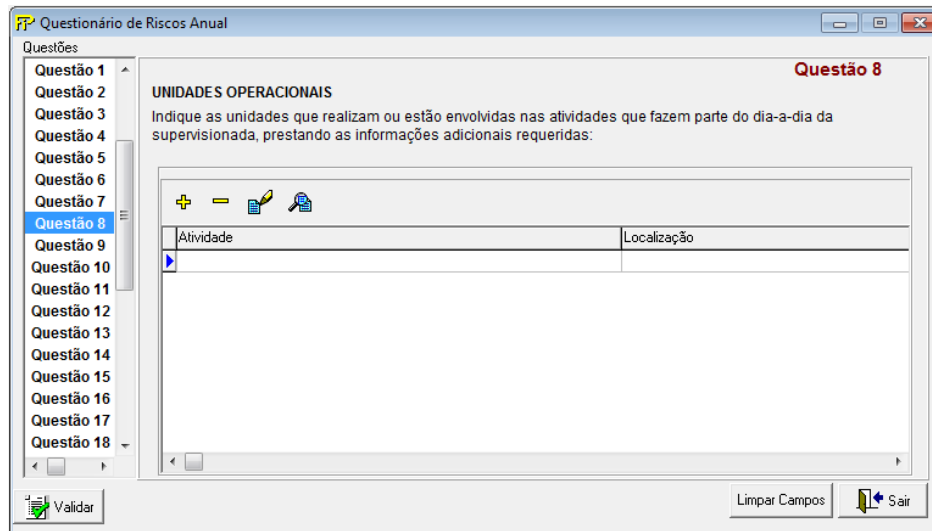 Questionário de Riscos Anual
Questões
Questão 1
Questão 2
Questão 3
Questão 4
Questão 5
Questão 6
Questão 7
Questão 8
Questão 9
Questão 10
Questão 11
Questão 12
Questão 13
Questão 14
Questão 15
Questão 16
Questão 17
Questão 18
Questão 8
UNIDADES OPERACIONAIS
Indique as unidades que realizam ou estão envolvidas nas atividades que fazem parte do dia-a-dia da
supervisionada, prestando as informações adicionais requeridas:
Atividade Localização
Validar Limpar Campos Sair